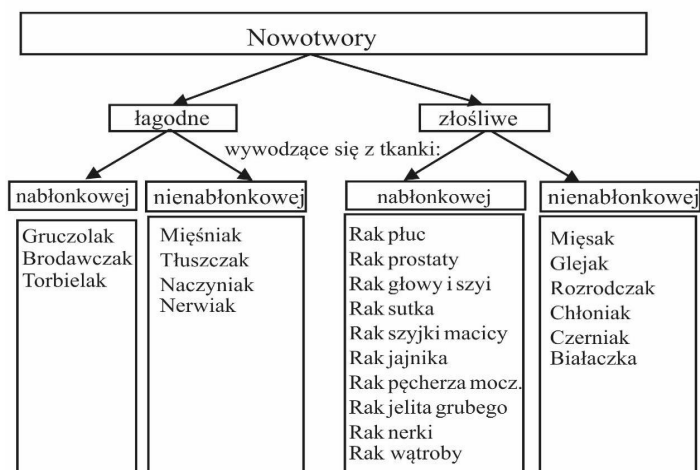 Nowotwory
łagodne
złośliwe
wywodzące się z tkanki:
nabłonkowej
nienabłonkowej
nabłonkowej
nienabłonkowej
Gruczolak
Brodawczak
Torbielak
Mięśniak
Tłuszczak
Naczyniak
Nerwiak
Rak płuc
Rak prostaty
Rak głowy i szyi
Rak sutka
Rak szyjki macicy
Rak jajnika
Rak pęcherza mocz.
Rak jelita grubego
Rak nerki
Rak wątroby
Mięsak
Glejak
Rozrodczak
Chłoniak
Czerniak
Białaczka